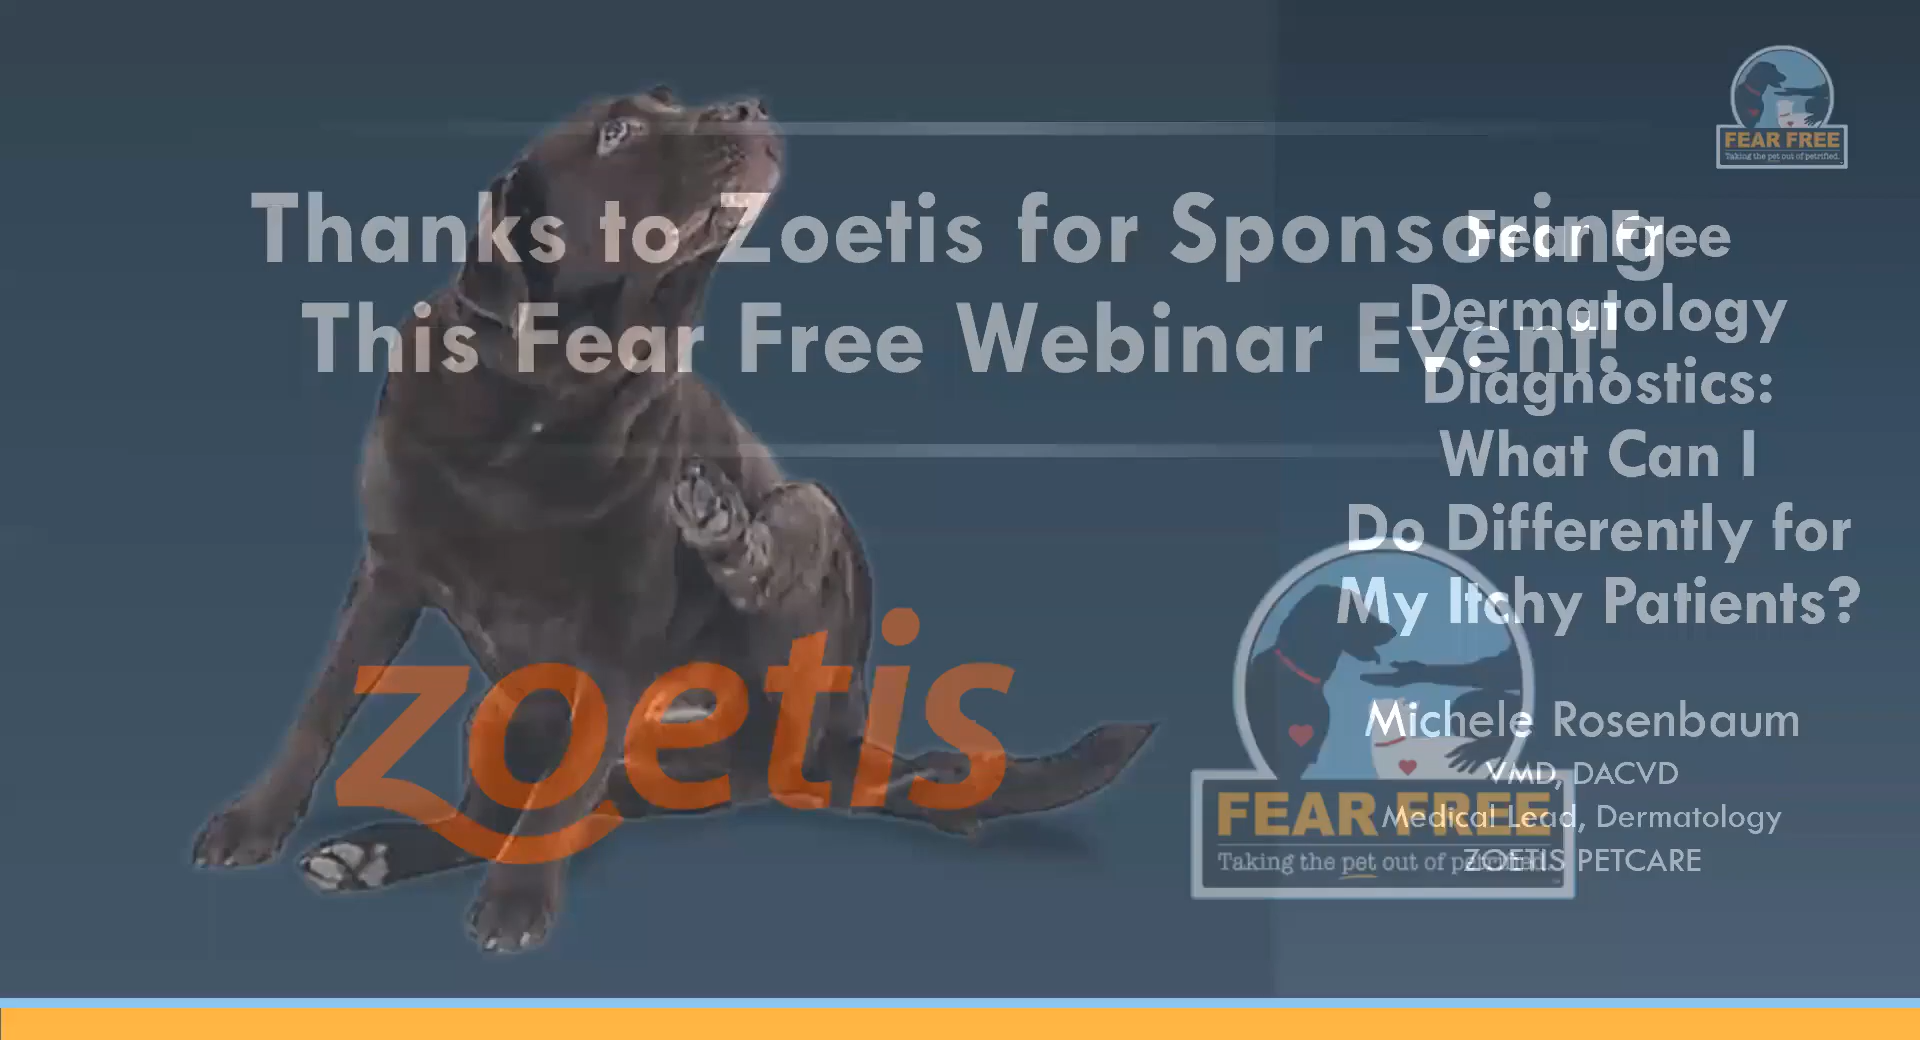 FEAR FREE
Taking the pet out of petrified.
Thanks to Zoetis for Sponsoring
This Fear Free Webinar Event!
Fear Free
Dermatology
Diagnostics:
What Can I
Do Differently for
My Itchy Patients?
Michele Rosenbaum
VMD, DACVD
Medical Lead, Dermatology
ZOETIS PETCARE
zoetis
FEAR FREE
Taking the pet out of petrified.